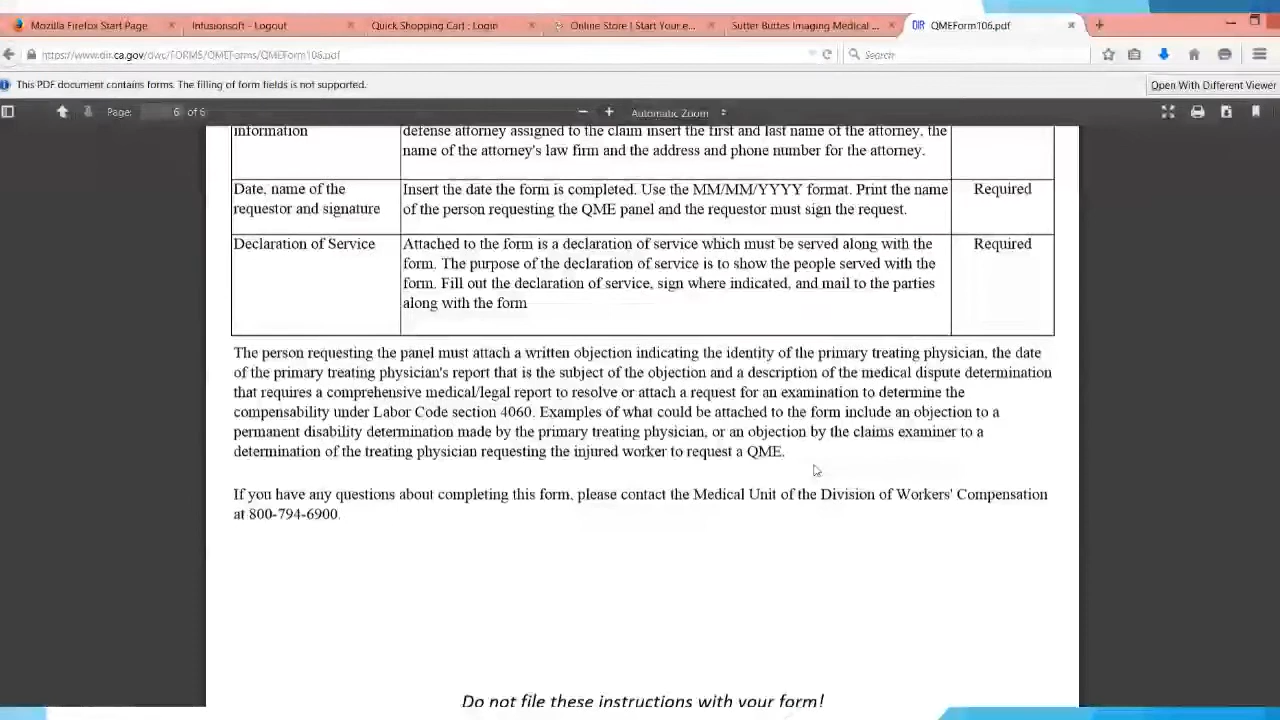 Mozilla Firefox Start Page
Infusionsoft - Logout
Quick Shopping Cart : Login
Online Store | Start Your e...
Sutter Buttes Imaging Medical ...
DIR QMEForm106.pdf
https://www.dir.ca.gov/dwc/FORMS/QMEForms/QMEForm106.pdf
Search
This PDF document contains forms. The filling of form fields is not supported.
Open With Different Viewer
Page: 6 of 6
Automatic Zoom
information
defense attorney assigned to the claim insert the first and last name of the attorney, the
name of the attorney's law firm and the address and phone number for the attorney.
Date, name of the
requestor and signature
Insert the date the form is completed. Use the MM/MM/YYYY format. Print the name
of the person requesting the QME panel and the requestor must sign the request.
Required
Declaration of Service
Attached to the form is a declaration of service which must be served along with the
form. The purpose of the declaration of service is to show the people served with the
form. Fill out the declaration of service, sign where indicated, and mail to the parties
along with the form
Required
The person requesting the panel must attach a written objection indicating the identity of the primary treating physician, the date
of the primary treating physician's report that is the subject of the objection and a description of the medical dispute determination
that requires a comprehensive medical/legal report to resolve or attach a request for an examination to determine the
compensability under Labor Code section 4060. Examples of what could be attached to the form include an objection to a
permanent disability determination made by the primary treating physician, or an objection by the claims examiner to a
determination of the treating physician requesting the injured worker to request a QME.
If you have any questions about completing this form, please contact the Medical Unit of the Division of Workers' Compensation
at 800-794-6900.
Do not file these instructions with your form!